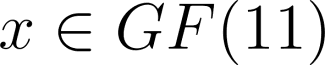 x ∈ GF(11)